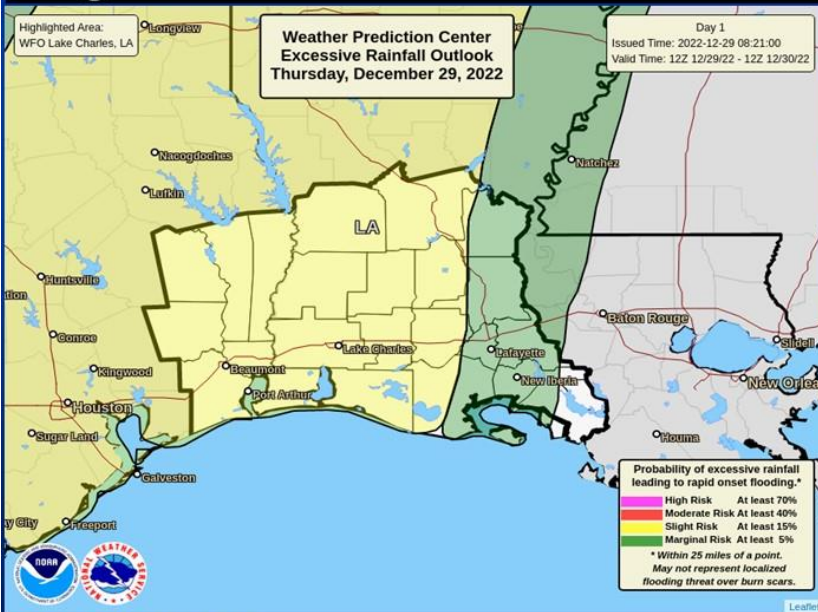 Highlighted Area:
WFO Lake Charles, LA
Weather Prediction Center
Excessive Rainfall Outlook
Thursday, December 29, 2022
Day 1
Issued Time: 2022-12-29 08:21:00
Valid Time: 12Z 12/29/22 - 12Z 12/30/22
Longview
Nacogdoches
Natchez
Lufkin
LA
Huntsville
Conroe
Baton Rouge
Slidell
Lake Charles
Lafayette
Kingwood
Beaumont
New Iberia
Port Arthur
Houston
Sugar Land
Houma
Galveston
Freeport
Probability of excessive rainfall
leading to rapid onset flooding.*
High Risk At least 70%
Moderate Risk At least 40%
Slight Risk At least 15%
Marginal Risk At least 5%
* Within 25 miles of a point.
May not represent localized
flooding threat over burn scars.
NOAA
NATIONAL WEATHER SERVICE